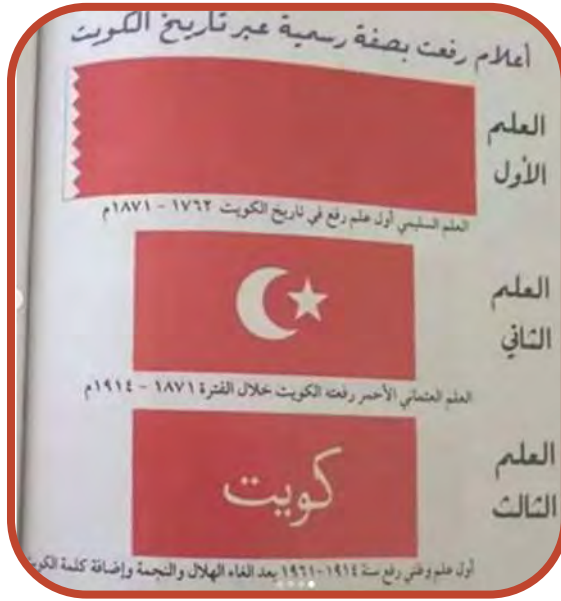 أعلام رفعت بصفة رسمية عبر تاريخ الكويت
العلم
الأول
العلم السليمي أول علم رفع في تاريخ الكويت ١٧٦٢ - ١٨٧١م
العلم
الثاني
العلم العثماني الأحمر رفعته الكويت خلال الفترة ١٨٧١ - ١٩١٤م
كويت
العلم
الثالث
أول علم وطني رفع سنة ١٩١٤-١٩٦١ بعد الغاء الهلال والنجمة وإضافة كلمة الكويت